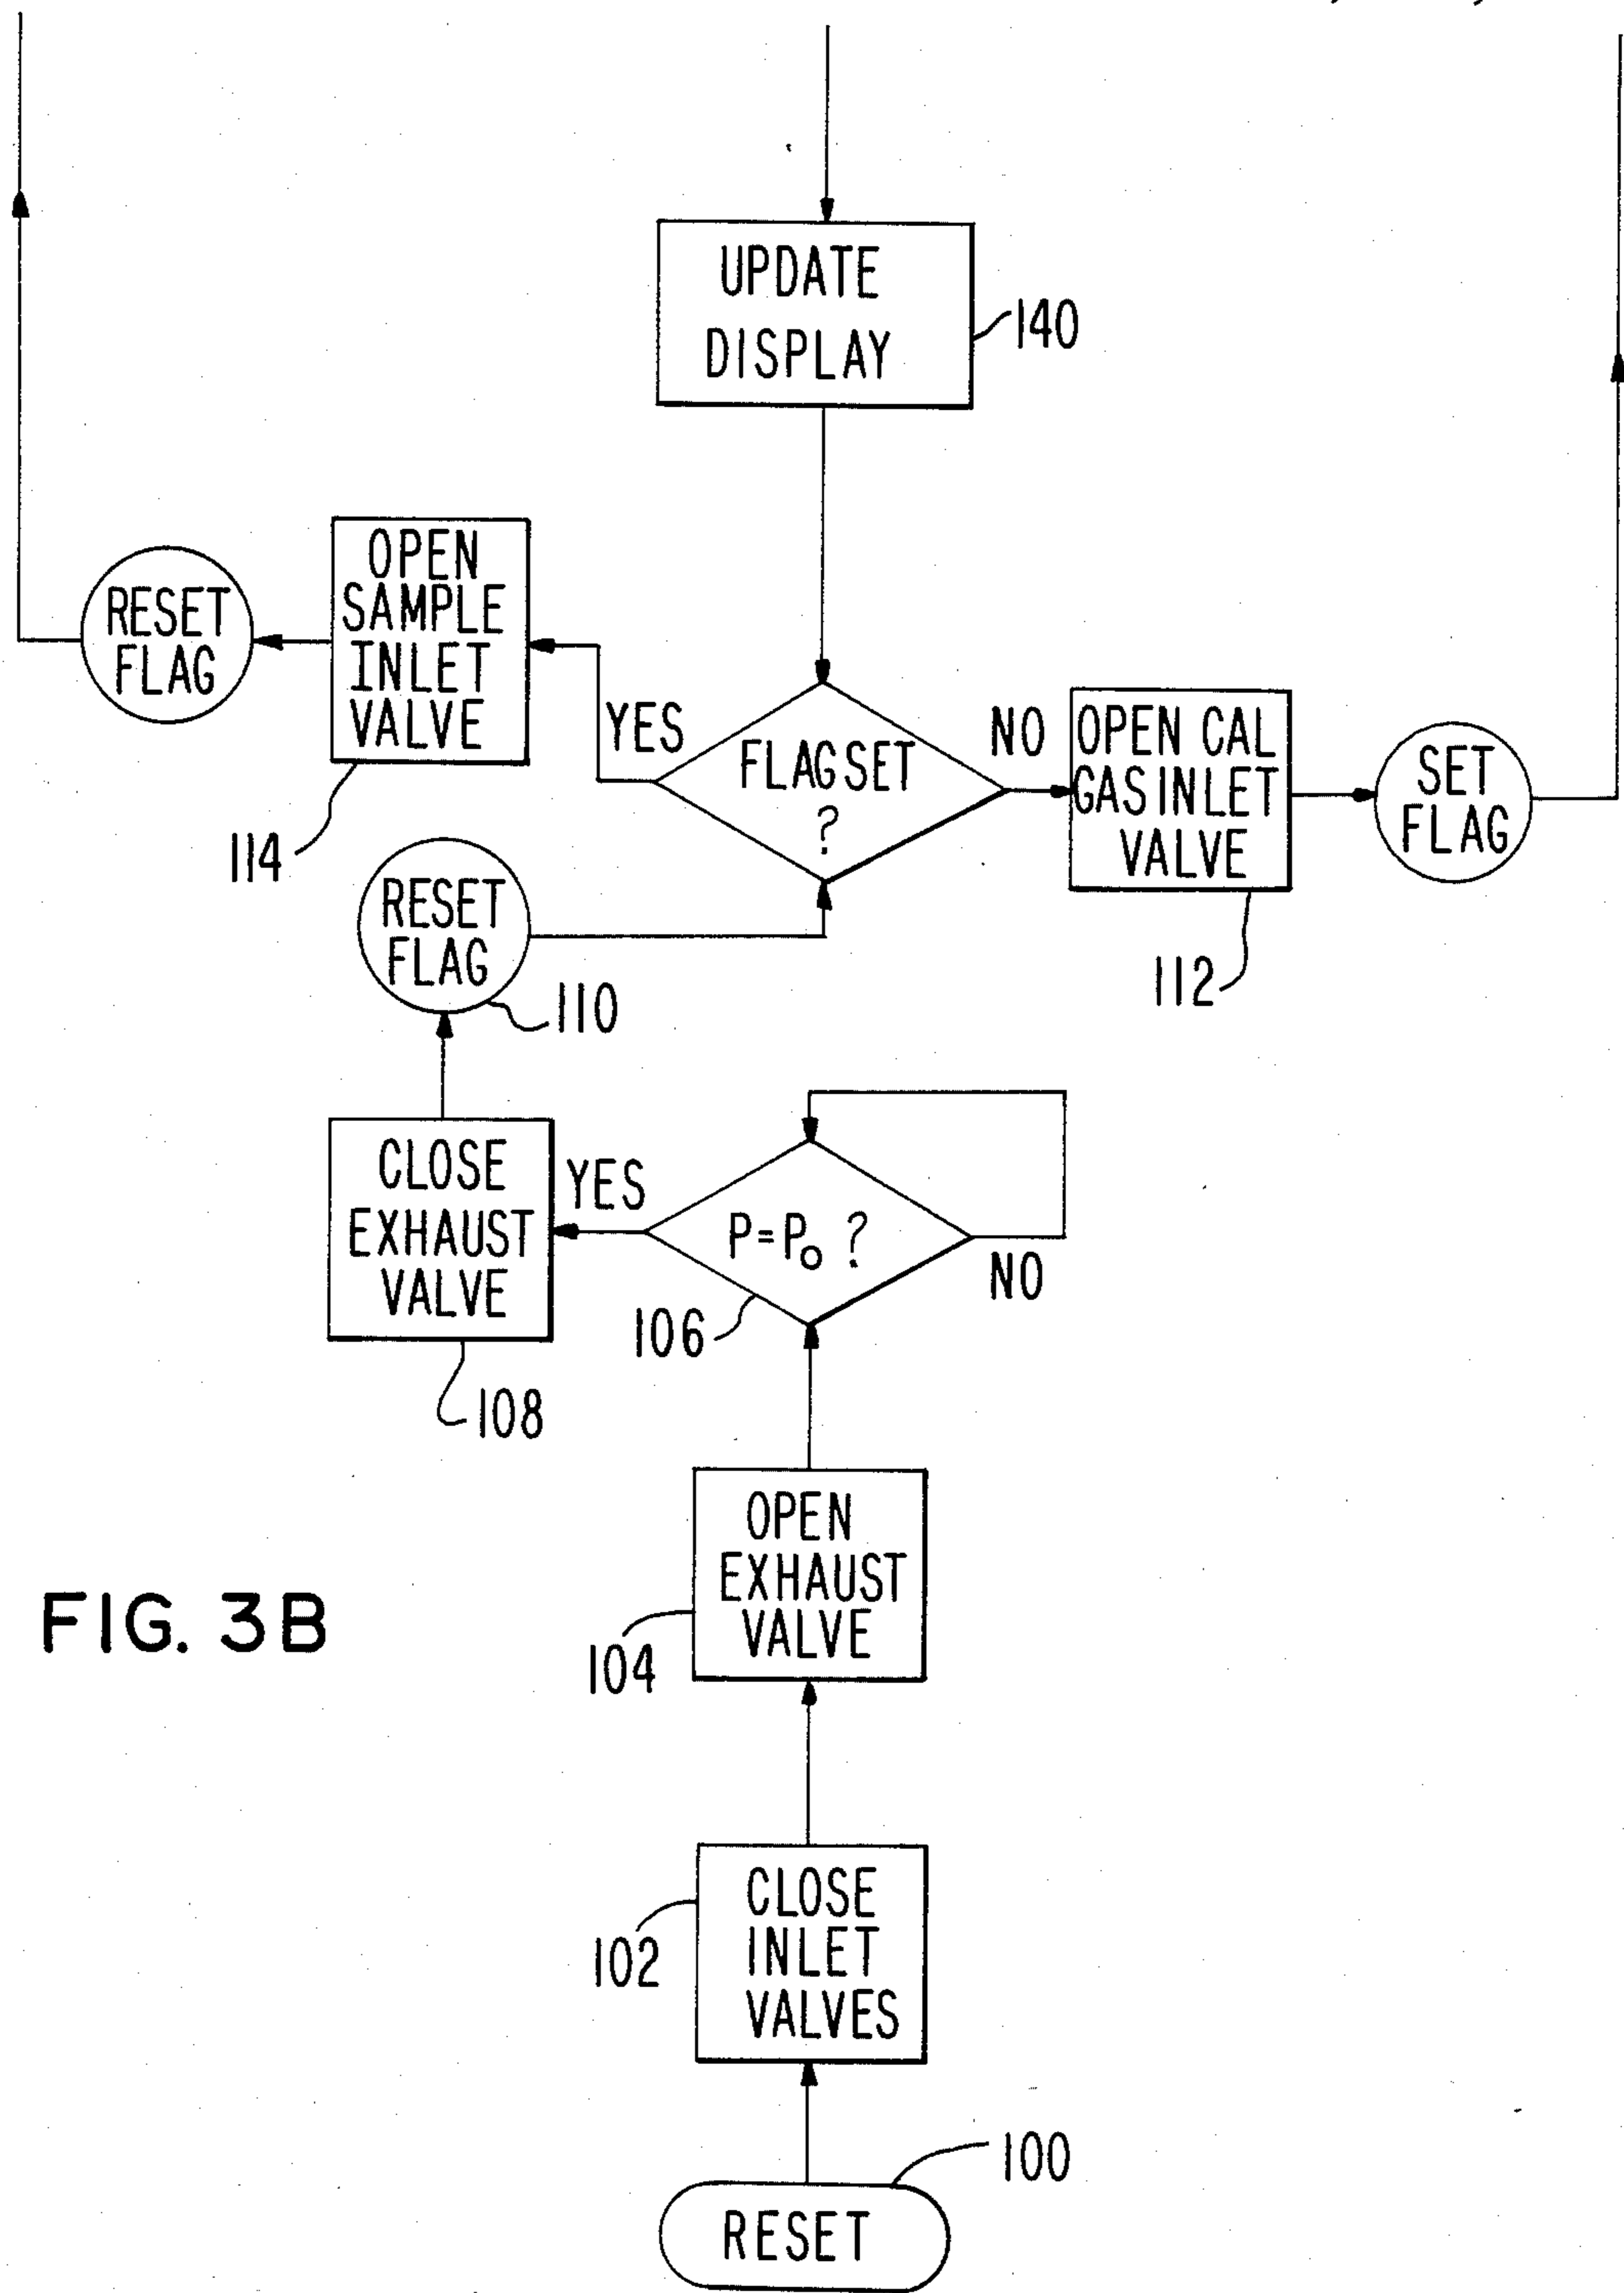 UPDATE
DISPLAY
140
OPEN
SAMPLE
INLET
VALVE
114
RESET
FLAG
YES
FLAG SET
?
NO
OPEN CAL
GAS INLET
VALVE
112
SET
FLAG
RESET
FLAG
110
CLOSE
EXHAUST
VALVE
108
YES
P=P₀ ?
NO
106
OPEN
EXHAUST
VALVE
104
FIG. 3B
CLOSE
INLET
VALVES
102
100
RESET